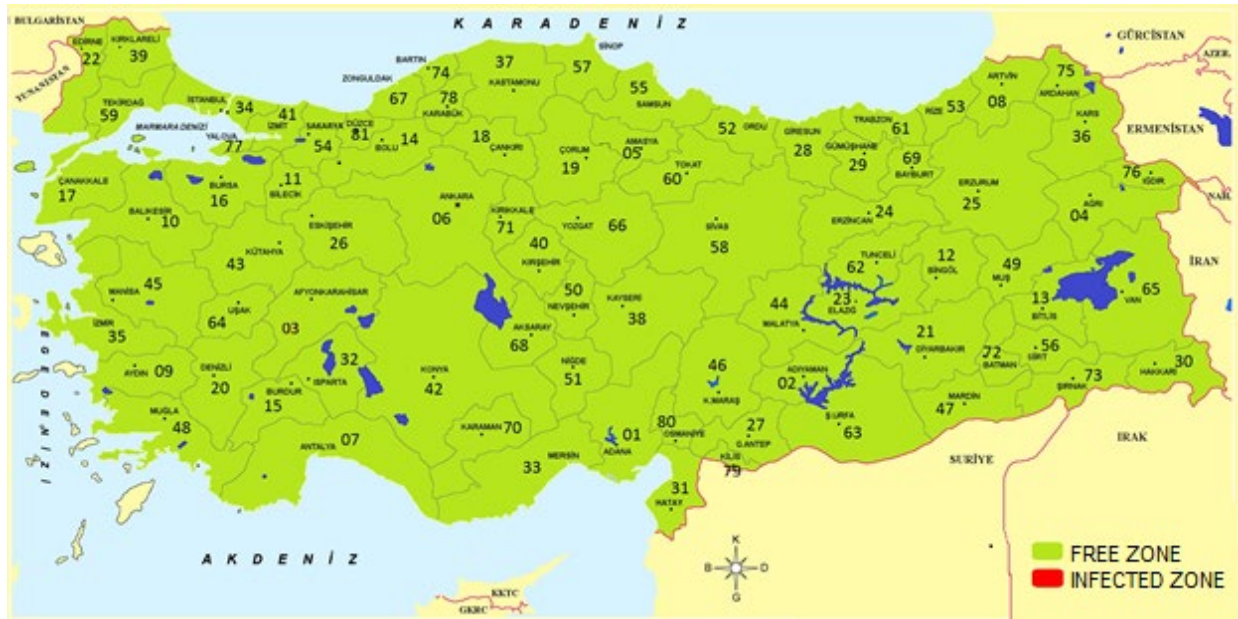 BULGARİSTAN
K A R A D E N İ Z
GÜRCİSTAN
EDİRNE
22
KIRKLARELİ
39
YUNANİSTAN
TEKİRDAĞ
59
İSTANBUL
34
MARMARA DENİZİ
YALOVA
77
41
İZMİT
SAKARYA
54
DÜZCE
81
BOLU
14
ZONGULDAK
67
BARTIN
74
78
KARABÜK
37
KASTAMONU
57
SİNOP
55
SAMSUN
18
ÇANKIRI
ÇORUM
19
AMASYA
05
TOKAT
60
52
ORDU
GİRESUN
28
TRABZON
61
GÜMÜŞHANE
29
69
BAYBURT
RİZE
53
ARTVİN
08
75
ARDAHAN
KARS
36
AZER.
ERMENİSTAN
76
IĞDIR
NAH.
AĞRI
04
ERZURUM
25
ERZİNCAN
24
ÇANAKKALE
17
BALIKESİR
10
BURSA
16
11
BİLECİK
ESKİŞEHİR
26
KÜTAHYA
43
ANKARA
06
KIRIKKALE
71
YOZGAT
66
40
KIRŞEHİR
SİVAS
58
TUNCELİ
62
12
BİNGÖL
49
MUŞ
13
BİTLİS
VAN
65
İRAN
MANİSA
45
İZMİR
35
UŞAK
64
AFYONKARAHİSAR
03
50
NEVŞEHİR
KAYSERİ
38
AKSARAY
68
NİĞDE
51
44
MALATYA
23
ELAZIĞ
21
DİYARBAKIR
72
BATMAN
56
SİİRT
73
ŞIRNAK
30
HAKKARİ
E G E D E N İ Z İ
AYDIN
09
DENİZLİ
20
MUĞLA
48
BURDUR
15
32
ISPARTA
KONYA
42
ANTALYA
07
KARAMAN
70
MERSİN
33
01
ADANA
80
OSMANİYE
46
K.MARAŞ
ADIYAMAN
02
27
G.ANTEP
KİLİS
79
Ş.URFA
63
MARDİN
47
31
HATAY
SURİYE
IRAK
A K D E N İ Z
KKTC
GKRC
K
B
D
G
FREE ZONE
INFECTED ZONE